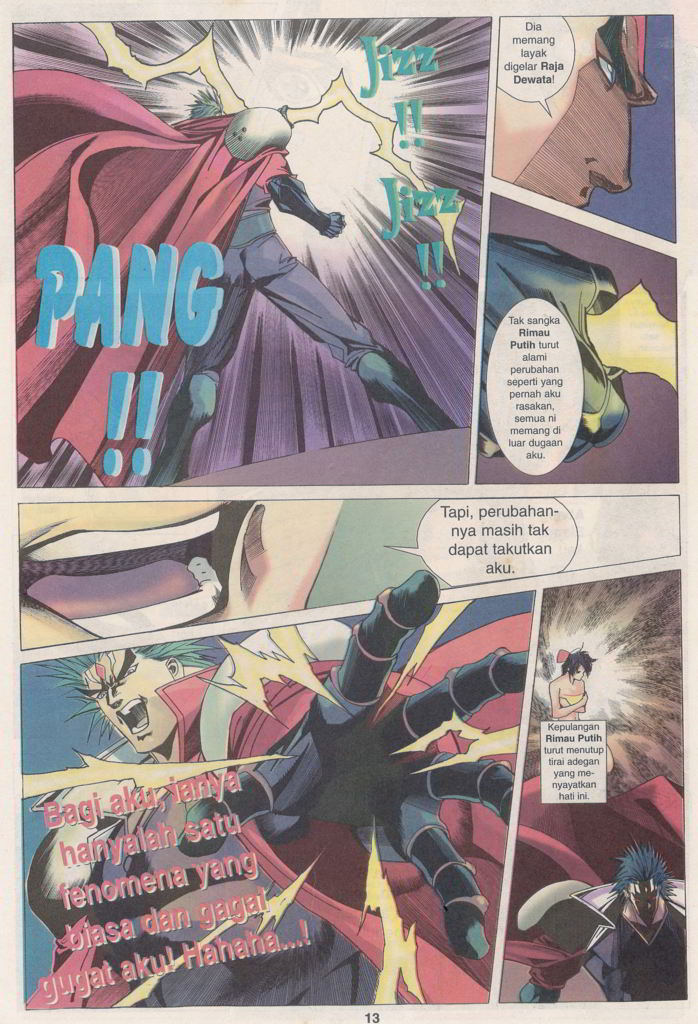 Jizz
!!
Jizz
!!
PANG
!!
Dia
memang
layak
digelar Raja
Dewata!
Tak sangka
Rimau
Putih turut
alami
perubahan
seperti yang
pernah aku
rasakan,
semua ni
memang di
luar dugaan
aku.
Tapi, perubahan-
nya masih tak
dapat takutkan
aku.
Bagi aku, ianya
hanyalah satu
fenomena yang
biasa dan gagal
gugat aku! Hahaha...!
Kepulangan
Rimau Putih
turut menutup
tirai adegan
yang me-
nyayatkan
hati ini.
13